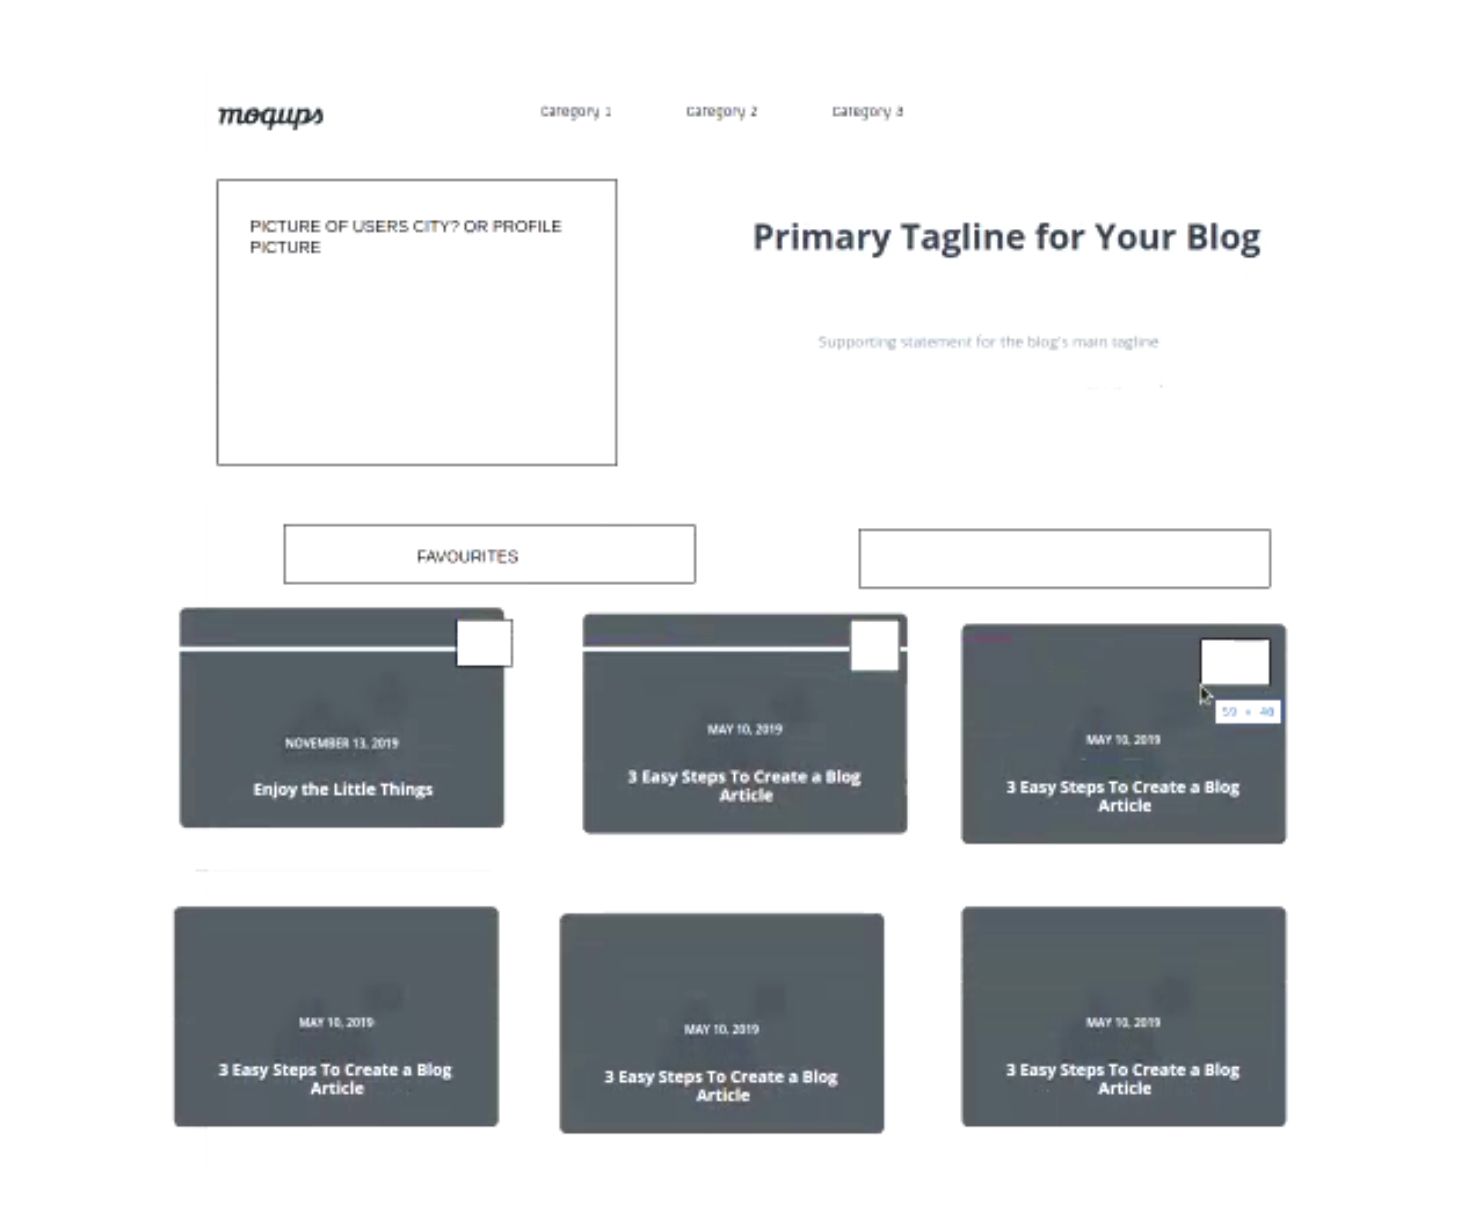 moqups
Category 1
Category 2
Category 3
PICTURE OF USERS CITY? OR PROFILE
PICTURE
Primary Tagline for Your Blog
Supporting statement for the blog's main tagline
FAVOURITES
NOVEMBER 13, 2019
Enjoy the Little Things
MAY 10, 2019
3 Easy Steps To Create a Blog
Article
59 × 40
MAY 10, 2019
3 Easy Steps To Create a Blog
Article
MAY 10, 2019
3 Easy Steps To Create a Blog
Article
MAY 10, 2019
3 Easy Steps To Create a Blog
Article
MAY 10, 2019
3 Easy Steps To Create a Blog
Article